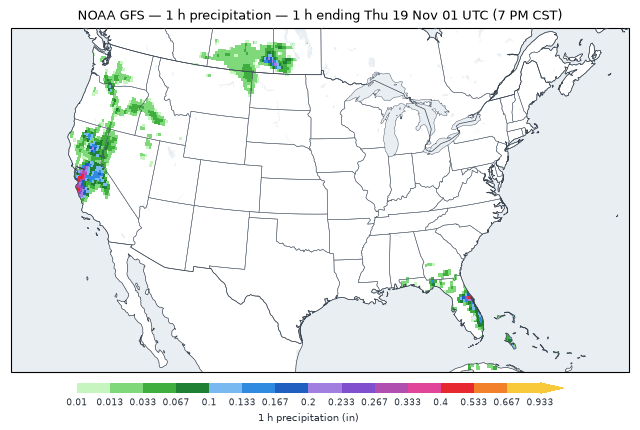 NOAA GFS — 1 h precipitation — 1 h ending Thu 19 Nov 01 UTC (7 PM CST)
0.01 0.013 0.033 0.067 0.1 0.133 0.167 0.2 0.233 0.267 0.333 0.4 0.533 0.667 0.933
1 h precipitation (in)